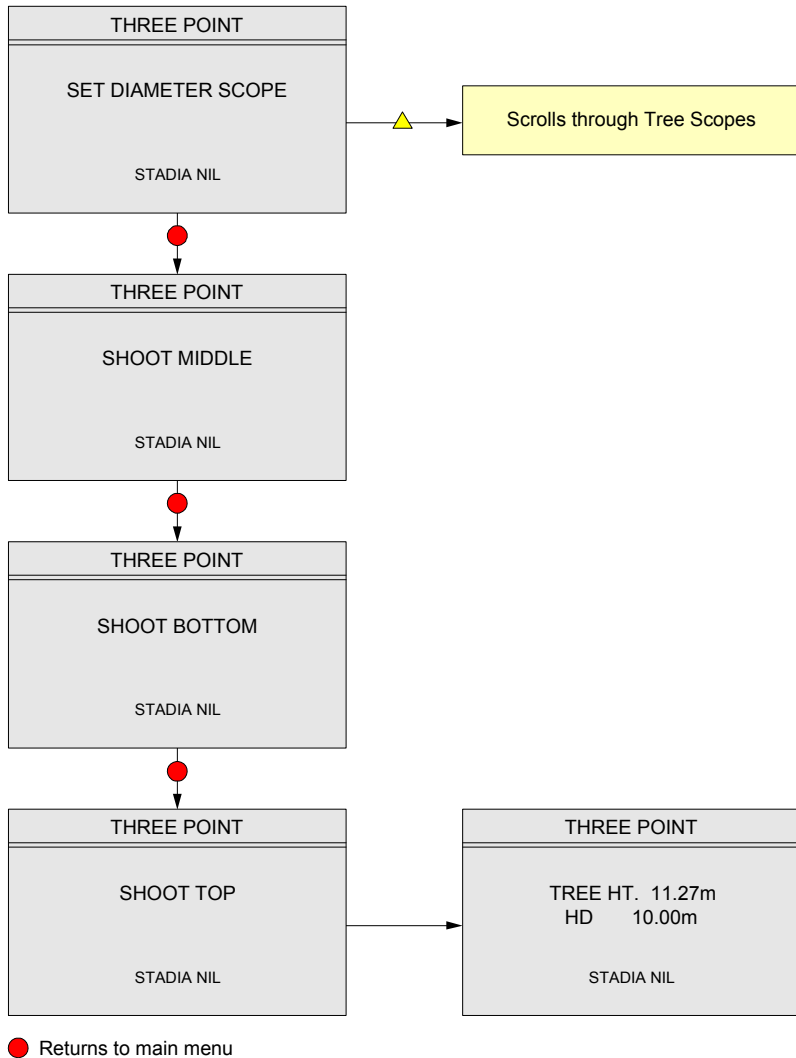 THREE POINT
SET DIAMETER SCOPE
STADIA NIL
Scrolls through Tree Scopes
THREE POINT
SHOOT MIDDLE
STADIA NIL
THREE POINT
SHOOT BOTTOM
STADIA NIL
THREE POINT
SHOOT TOP
STADIA NIL
THREE POINT
TREE HT. 11.27m
HD 10.00m
STADIA NIL
Returns to main menu